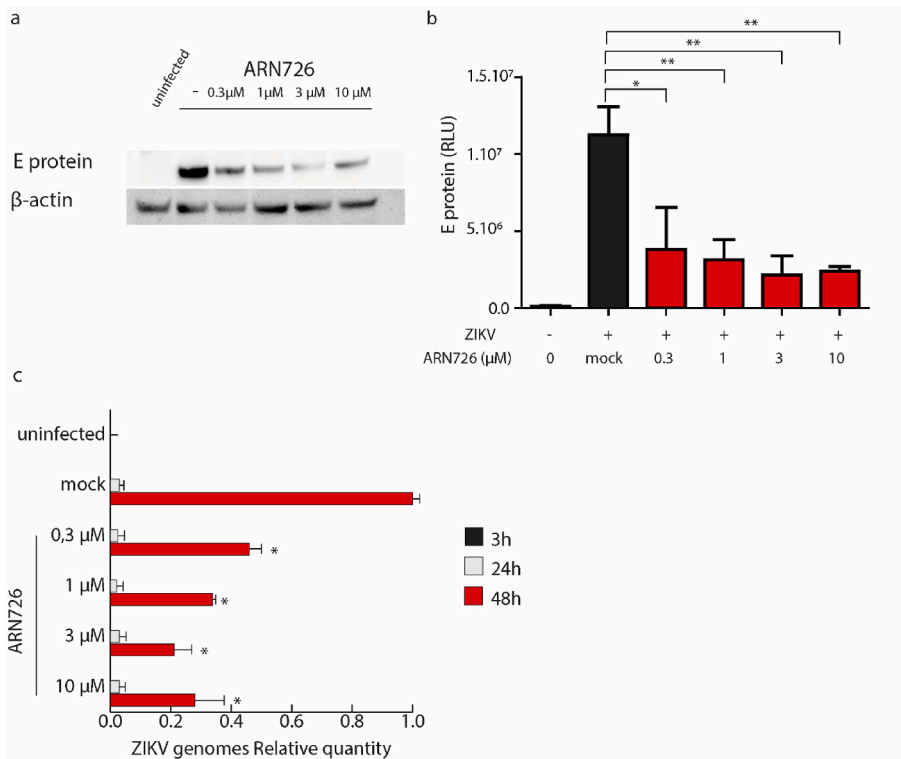 a
uninfected
ARN726
- 0.3µM 1µM 3 µM 10 µM
E protein
β-actin
b
**
**
**
*
1.5.10⁷
1.10⁷
5.10⁶
0.0
E protein (RLU)
ZIKV - + + + + +
ARN726 (µM) 0 mock 0.3 1 3 10
c
uninfected
mock
0,3 µM *
1 µM *
3 µM *
10 µM *
ARN726
0.0 0.2 0.4 0.6 0.8 1.0
ZIKV genomes Relative quantity
3h
24h
48h